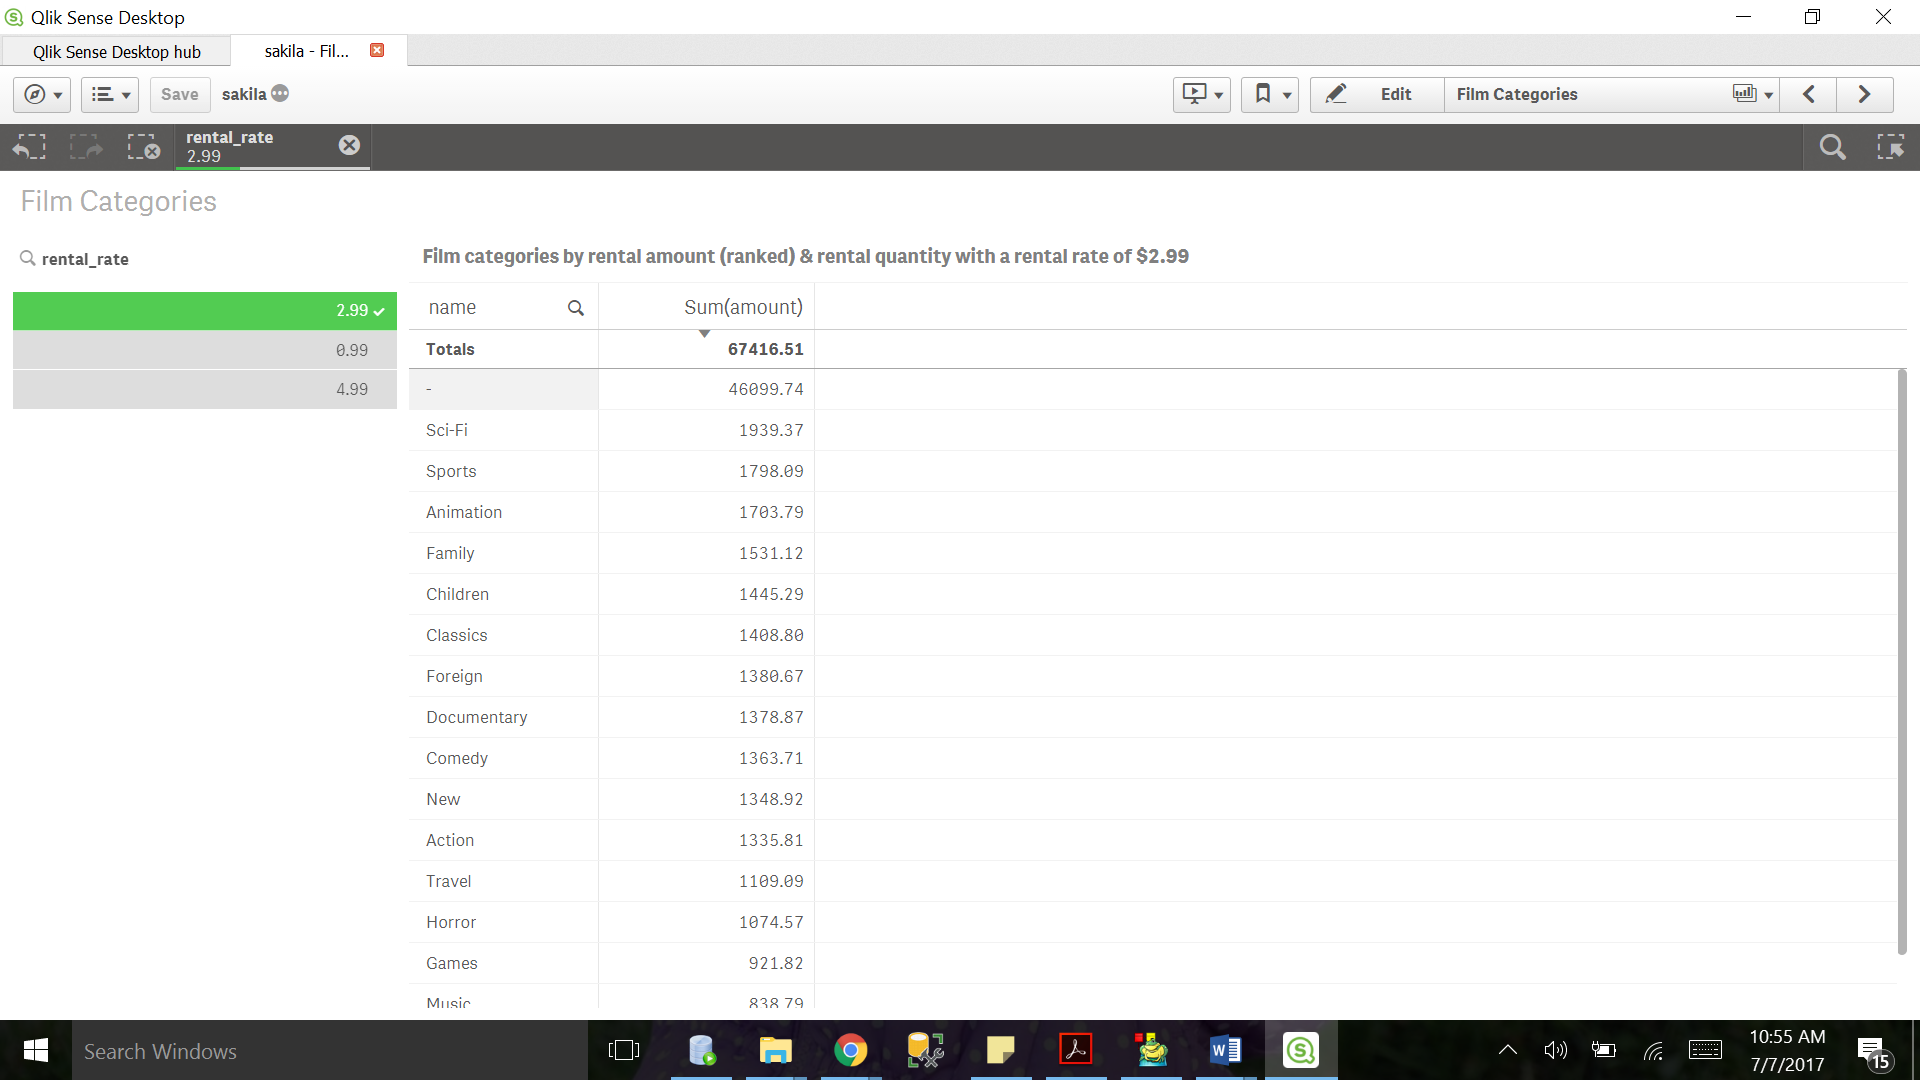 Qlik Sense Desktop
Qlik Sense Desktop hub
sakila - Fil...
Save
sakila
Edit
Film Categories
rental_rate
2.99
Film Categories
rental_rate
2.99
0.99
4.99
Film categories by rental amount (ranked) & rental quantity with a rental rate of $2.99
name Sum(amount)
Totals 67416.51
- 46099.74
Sci-Fi 1939.37
Sports 1798.09
Animation 1703.79
Family 1531.12
Children 1445.29
Classics 1408.80
Foreign 1380.67
Documentary 1378.87
Comedy 1363.71
New 1348.92
Action 1335.81
Travel 1109.09
Horror 1074.57
Games 921.82
Music 838.79
Search Windows
10:55 AM
7/7/2017
15